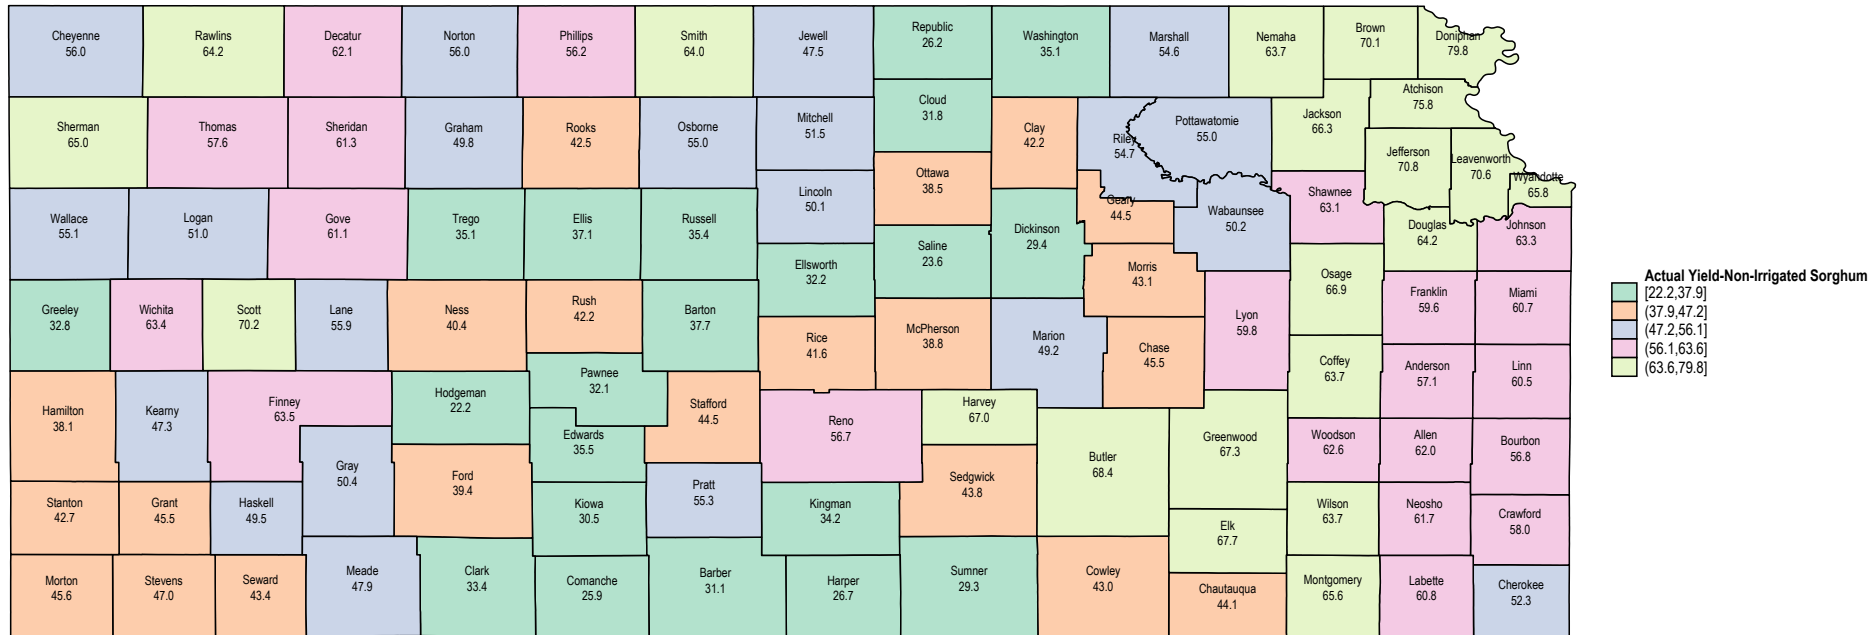 Cheyenne
56.0
Rawlins
64.2
Decatur
62.1
Norton
56.0
Phillips
56.2
Smith
64.0
Jewell
47.5
Republic
26.2
Washington
35.1
Marshall
54.6
Nemaha
63.7
Brown
70.1
Doniphan
79.8
Sherman
65.0
Thomas
57.6
Sheridan
61.3
Graham
49.8
Rooks
42.5
Osborne
55.0
Mitchell
51.5
Cloud
31.8
Clay
42.2
Riley
54.7
Pottawatomie
55.0
Jackson
66.3
Atchison
75.8
Jefferson
70.8
Leavenworth
70.6
Wyandotte
65.8
Wallace
55.1
Logan
51.0
Gove
61.1
Trego
35.1
Ellis
37.1
Russell
35.4
Lincoln
50.1
Ottawa
38.5
Saline
23.6
Dickinson
29.4
Geary
44.5
Wabaunsee
50.2
Shawnee
63.1
Douglas
64.2
Johnson
63.3
Ellsworth
32.2
Morris
43.1
Osage
66.9
Franklin
59.6
Miami
60.7
Greeley
32.8
Wichita
63.4
Scott
70.2
Lane
55.9
Ness
40.4
Rush
42.2
Barton
37.7
Rice
41.6
McPherson
38.8
Marion
49.2
Chase
45.5
Lyon
59.8
Coffey
63.7
Anderson
57.1
Linn
60.5
Hamilton
38.1
Kearny
47.3
Finney
63.5
Hodgeman
22.2
Pawnee
32.1
Stafford
44.5
Reno
56.7
Harvey
67.0
Butler
68.4
Greenwood
67.3
Woodson
62.6
Allen
62.0
Bourbon
56.8
Gray
50.4
Ford
39.4
Edwards
35.5
Pratt
55.3
Sedgwick
43.8
Stanton
42.7
Grant
45.5
Haskell
49.5
Kiowa
30.5
Kingman
34.2
Elk
67.7
Wilson
63.7
Neosho
61.7
Crawford
58.0
Morton
45.6
Stevens
47.0
Seward
43.4
Meade
47.9
Clark
33.4
Comanche
25.9
Barber
31.1
Harper
26.7
Sumner
29.3
Cowley
43.0
Chautauqua
44.1
Montgomery
65.6
Labette
60.8
Cherokee
52.3
Actual Yield-Non-Irrigated Sorghum
[22.2,37.9]
(37.9,47.2]
(47.2,56.1]
(56.1,63.6]
(63.6,79.8]